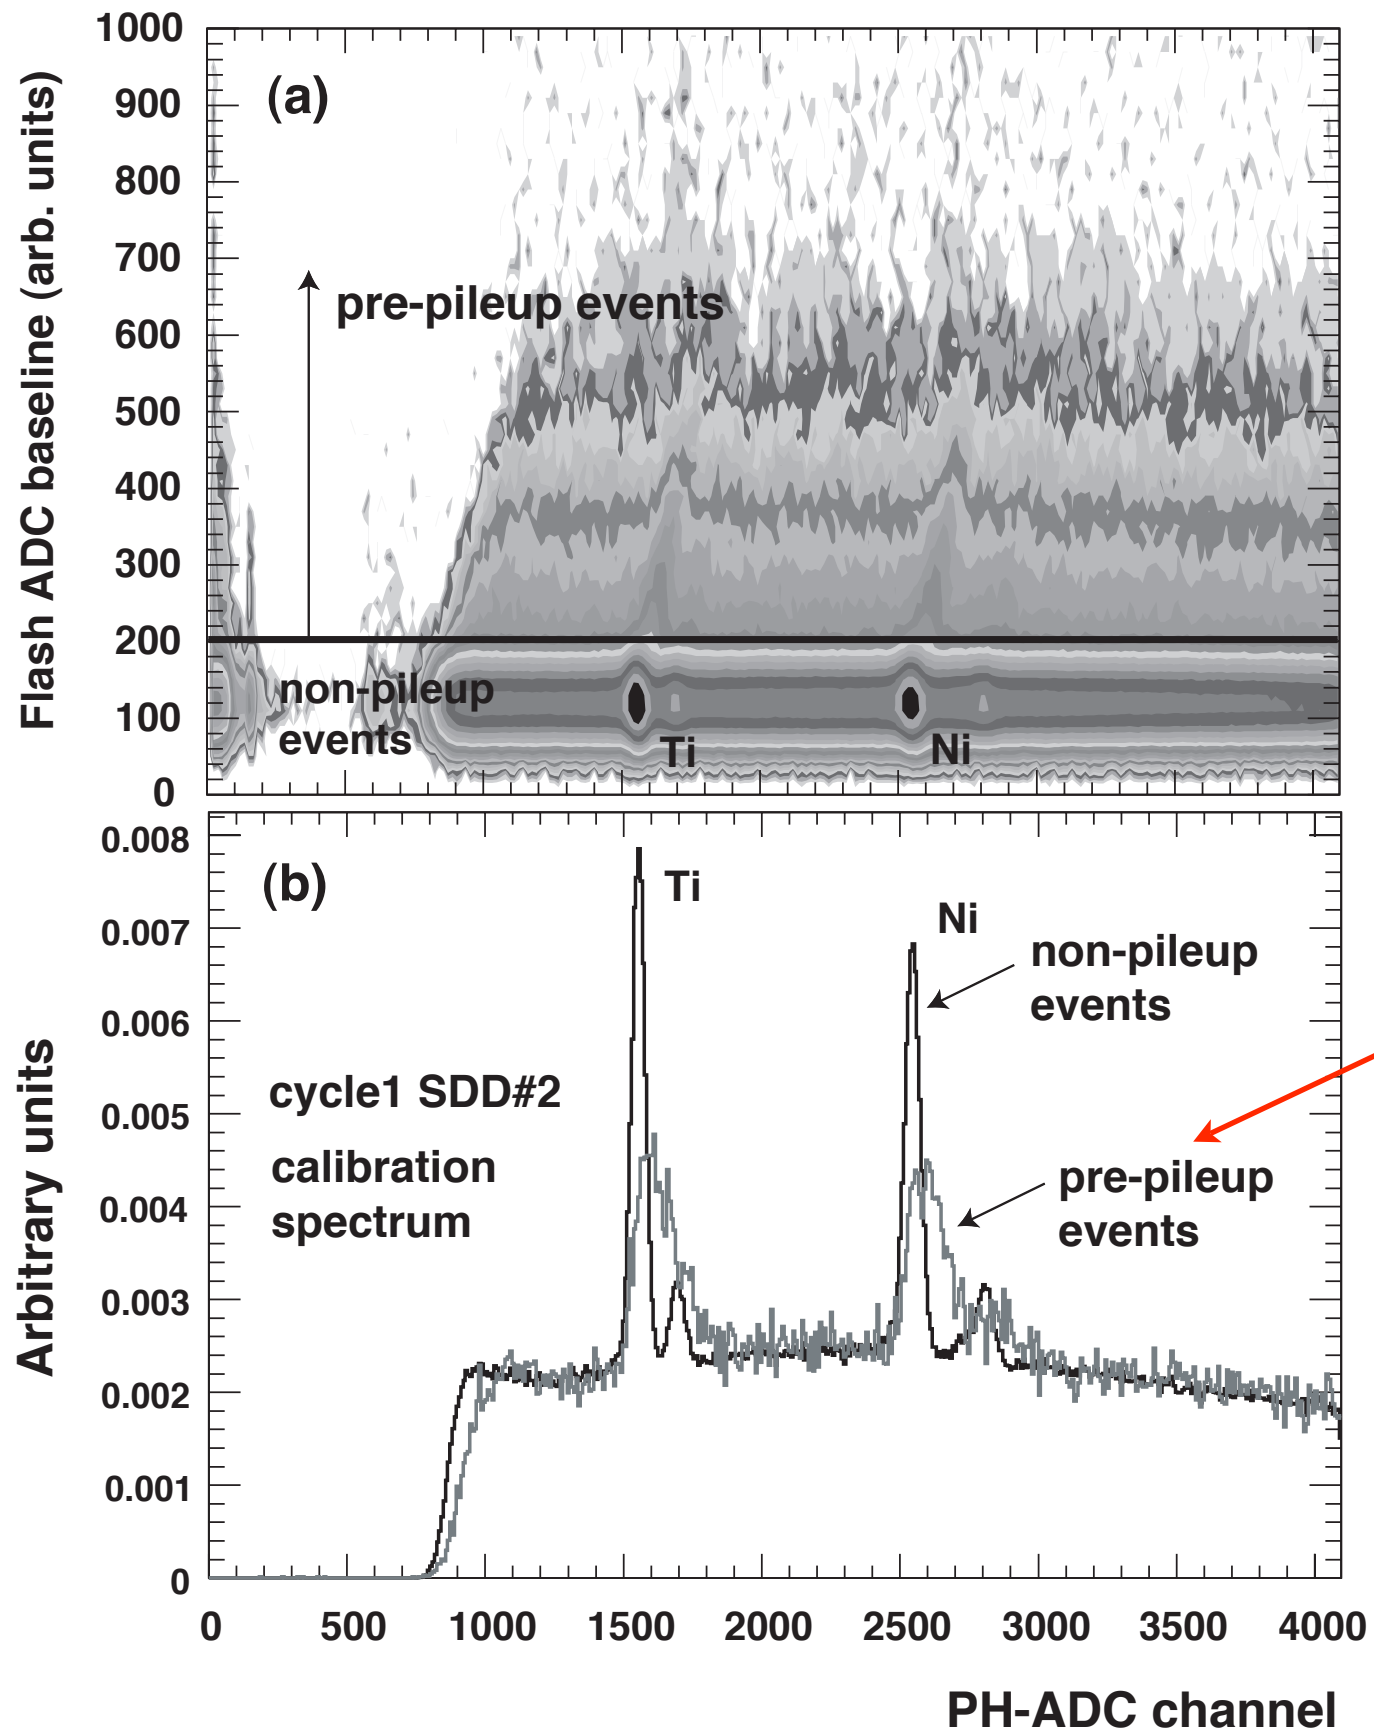 Flash ADC baseline (arb. units)
1000
900
800
700
600
500
400
300
200
100
0
(a)
pre-pileup events
non-pileup
events
Ti
Ni
Arbitrary units
0.008
0.007
0.006
0.005
0.004
0.003
0.002
0.001
0
(b)
Ti
Ni
non-pileup
events
cycle1 SDD#2
calibration
spectrum
pre-pileup
events
0 500 1000 1500 2000 2500 3000 3500 4000
PH-ADC channel